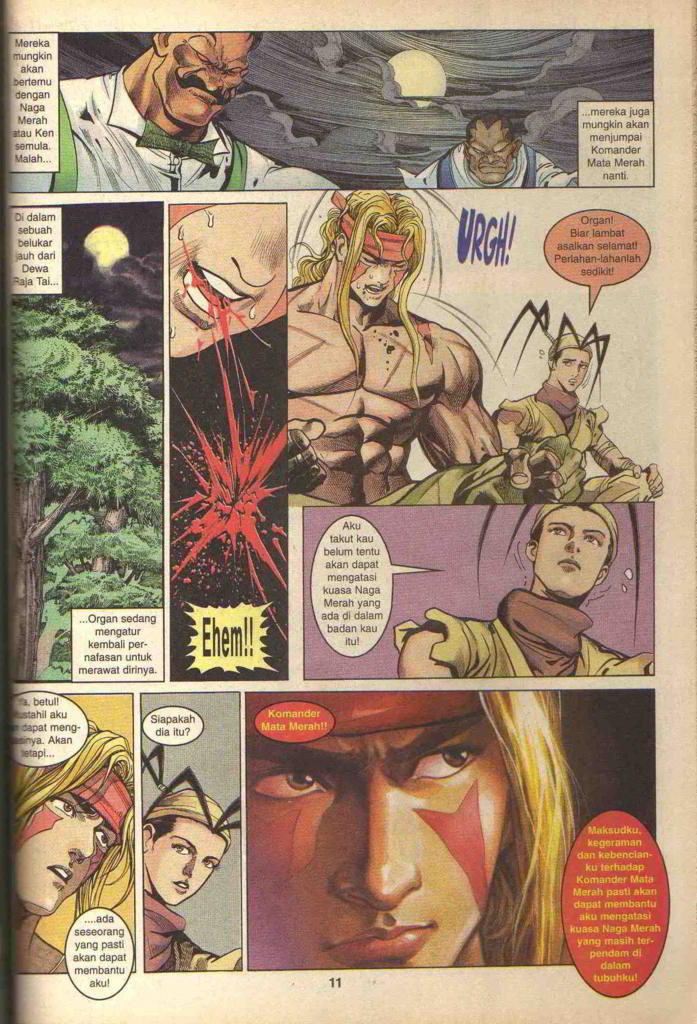 Mereka
mungkin
akan
bertemu
dengan
Naga
Merah
atau Ken
semula.
Malah...
...mereka juga
mungkin akan
menjumpai
Komander
Mata Merah
nanti.
Di dalam
sebuah
belukar
jauh dari
Dewa
Raja Tai...
URGH!
Organ!
Biar lambat
asalkan selamat!
Perlahan-lahanlah
sedikit!
...Organ sedang
mengatur
kembali per-
nafasan untuk
merawat dirinya.
Ehem!!
Aku
takut kau
belum tentu
akan dapat
mengatasi
kuasa Naga
Merah yang
ada di dalam
badan kau
itu!
betul!
aku
dapat meng-
Akan
tetapi...
....ada
seseorang
yang pasti
akan dapat
membantu
aku!
Siapakah
dia itu?
Komander
Mata Merah!!
Maksudku,
kegeraman
dan kebencian-
ku terhadap
Komander Mata
Merah pasti akan
dapat membantu
aku mengatasi
kuasa Naga Merah
yang masih ter-
pendam di
dalam
tubuhku!
11